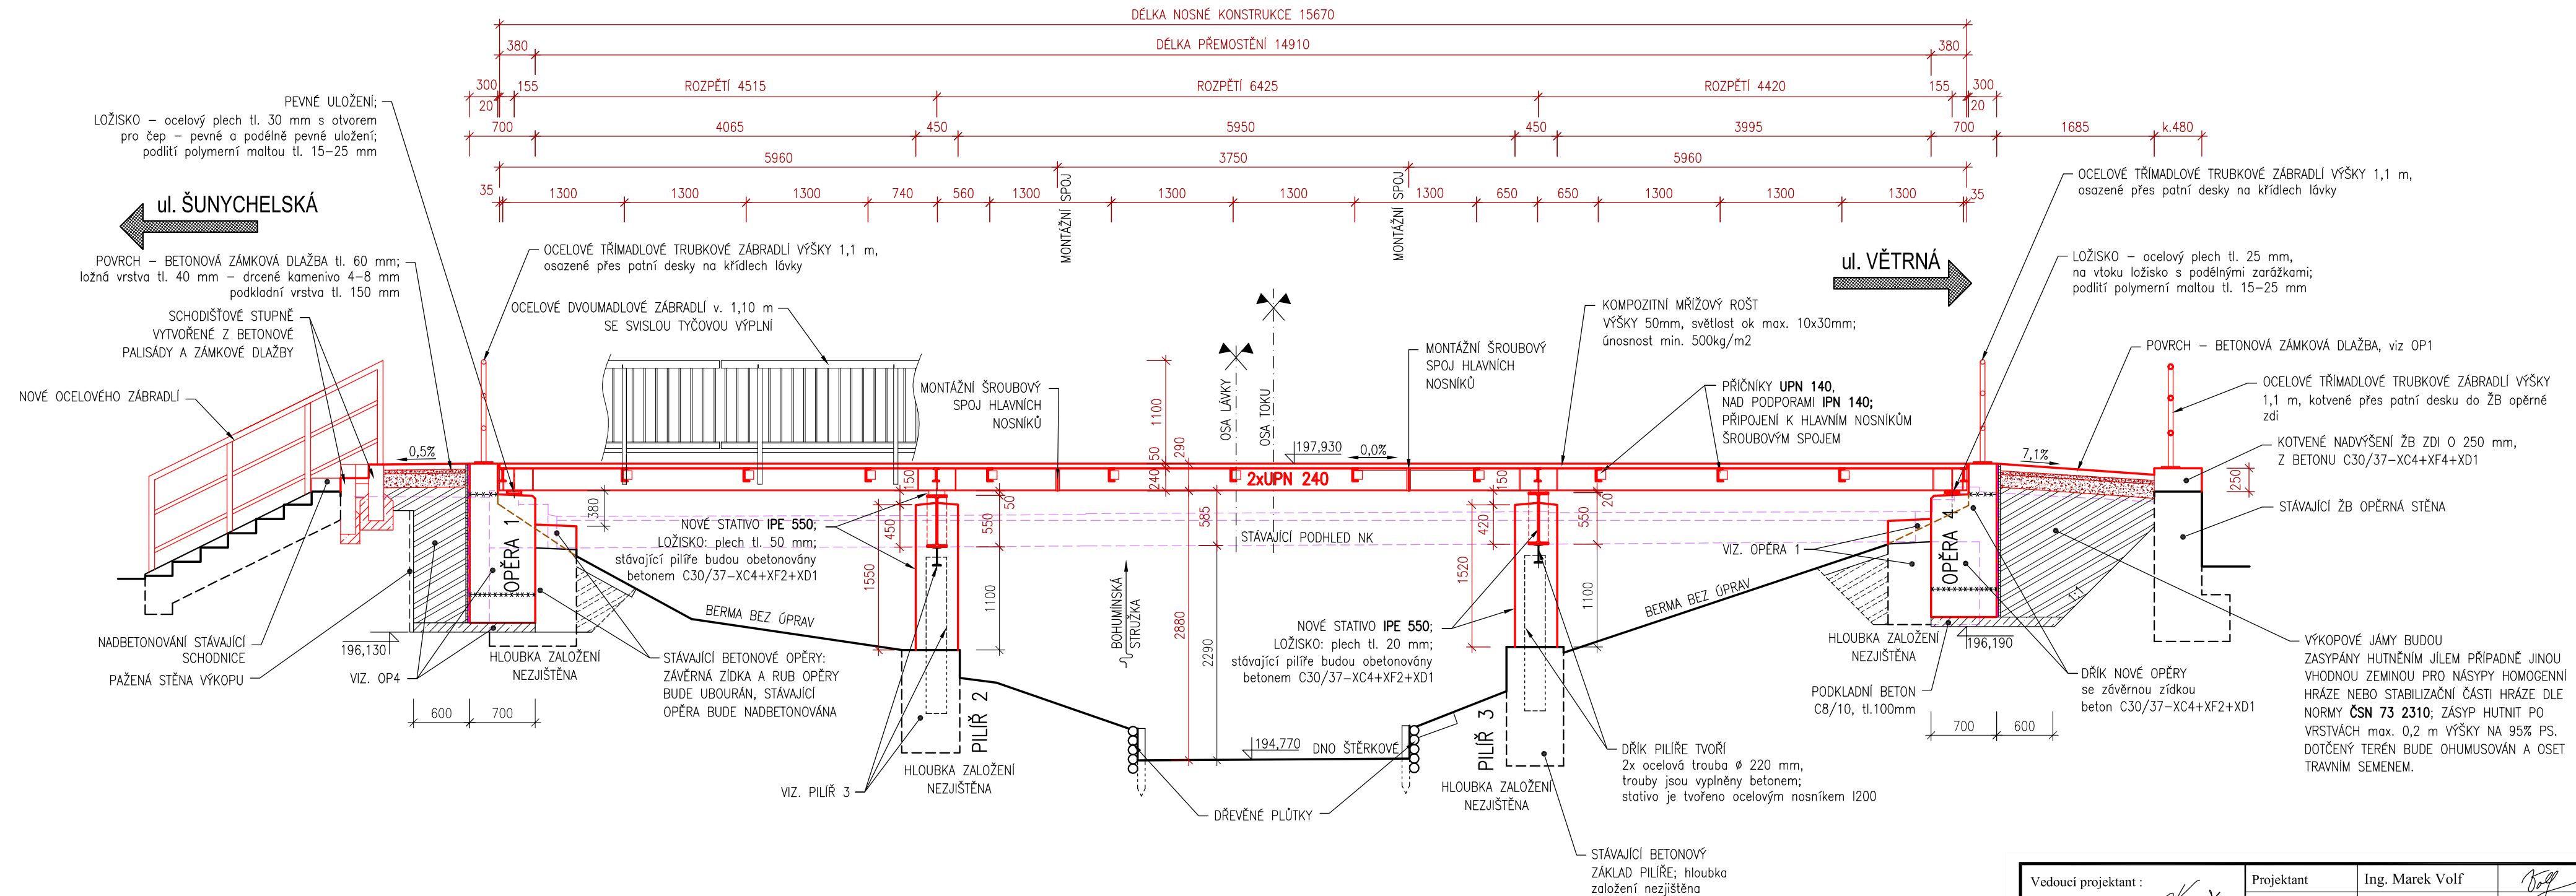 DÉLKA NOSNÉ KONSTRUKCE 15670
380
DÉLKA PŘEMOSTĚNÍ 14910
380
300
20
155
ROZPĚTÍ 4515
ROZPĚTÍ 6425
ROZPĚTÍ 4420
155
300
20
700
4065
450
5950
450
3995
700
1685
k.480
5960
3750
5960
35
1300
1300
1300
740
560
1300
MONTÁŽNÍ SPOJ
1300
1300
1300
MONTÁŽNÍ SPOJ
1300
650
650
1300
1300
1300
35
PEVNÉ ULOŽENÍ;
LOŽISKO – ocelový plech tl. 30 mm s otvorem
pro čep – pevné a podélně pevné uložení;
podlití polymerní maltou tl. 15–25 mm
ul. ŠUNYCHELSKÁ
POVRCH – BETONOVÁ ZÁMKOVÁ DLAŽBA tl. 60 mm;
ložná vrstva tl. 40 mm – drcené kamenivo 4–8 mm
podkladní vrstva tl. 150 mm
SCHODIŠŤOVÉ STUPNĚ
VYTVOŘENÉ Z BETONOVÉ
PALISÁDY A ZÁMKOVÉ DLAŽBY
NOVÉ OCELOVÉHO ZÁBRADLÍ
OCELOVÉ TŘÍMADLOVÉ TRUBKOVÉ ZÁBRADLÍ VÝŠKY 1,1 m,
osazené přes patní desky na křídlech lávky
OCELOVÉ DVOUMADLOVÉ ZÁBRADLÍ v. 1,10 m
SE SVISLOU TYČOVOU VÝPLNÍ
MONTÁŽNÍ ŠROUBOVÝ
SPOJ HLAVNÍCH
NOSNÍKŮ
OSA LÁVKY
OSA TOKU
MONTÁŽNÍ ŠROUBOVÝ
SPOJ HLAVNÍCH
NOSNÍKŮ
KOMPOZITNÍ MŘÍŽOVÝ ROŠT
VÝŠKY 50mm, světlost ok max. 10x30mm;
únosnost min. 500kg/m2
PŘÍČNÍKY UPN 140,
NAD PODPORAMI IPN 140;
PŘIPOJENÍ K HLAVNÍM NOSNÍKŮM
ŠROUBOVÝM SPOJEM
ul. VĚTRNÁ
OCELOVÉ TŘÍMADLOVÉ TRUBKOVÉ ZÁBRADLÍ VÝŠKY 1,1 m,
osazené přes patní desky na křídlech lávky
LOŽISKO – ocelový plech tl. 25 mm,
na vtoku ložisko s podélnými zarážkami;
podlití polymerní maltou tl. 15–25 mm
POVRCH – BETONOVÁ ZÁMKOVÁ DLAŽBA, viz OP1
OCELOVÉ TŘÍMADLOVÉ TRUBKOVÉ ZÁBRADLÍ VÝŠKY
1,1 m, kotvené přes patní desku do ŽB opěrné
zdi
KOTVENÉ NADVÝŠENÍ ŽB ZDI O 250 mm,
Z BETONU C30/37–XC4+XF4+XD1
STÁVAJÍCÍ ŽB OPĚRNÁ STĚNA
0,5%
1100
50
290
240
197,930
0,0%
7,1%
250
2xUPN 240
150
150
380
50
20
OPĚRA 1
NOVÉ STATIVO IPE 550;
LOŽISKO: plech tl. 50 mm;
stávající pilíře budou obetonovány
betonem C30/37–XC4+XF2+XD1
450
550
1550
1100
585
2880
2290
STÁVAJÍCÍ PODHLED NK
BOHUMÍNSKÁ
STRUŽKA
420
550
1520
1100
VIZ. OPĚRA 1
OPĚRA 4
1:1
BERMA BEZ ÚPRAV
BERMA BEZ ÚPRAV
NOVÉ STATIVO IPE 550;
LOŽISKO: plech tl. 20 mm;
stávající pilíře budou obetonovány
betonem C30/37–XC4+XF2+XD1
NADBETONOVÁNÍ STÁVAJÍCÍ
SCHODNICE
PAŽENÁ STĚNA VÝKOPU
196,130
VIZ. OP4
HLOUBKA ZALOŽENÍ
NEZJIŠTĚNA
600
700
STÁVAJÍCÍ BETONOVÉ OPĚRY:
ZÁVĚRNÁ ZÍDKA A RUB OPĚRY
BUDE UBOURÁN, STÁVAJÍCÍ
OPĚRA BUDE NADBETONOVÁNA
VIZ. PILÍŘ 3
PILÍŘ 2
HLOUBKA ZALOŽENÍ
NEZJIŠTĚNA
194,770
DNO ŠTĚRKOVÉ
DŘEVĚNÉ PLŮTKY
PILÍŘ 3
HLOUBKA ZALOŽENÍ
NEZJIŠTĚNA
DŘÍK PILÍŘE TVOŘÍ
2x ocelová trouba ø 220 mm,
trouby jsou vyplněny betonem;
stativo je tvořeno ocelovým nosníkem I200
STÁVAJÍCÍ BETONOVÝ
ZÁKLAD PILÍŘE; hloubka
založení nezjištěna
HLOUBKA ZALOŽENÍ
NEZJIŠTĚNA
196,190
PODKLADNÍ BETON
C8/10, tl.100mm
700
600
DŘÍK NOVÉ OPĚRY
se závěrnou zídkou
beton C30/37–XC4+XF2+XD1
VÝKOPOVÉ JÁMY BUDOU
ZASYPÁNY HUTNĚNÍM JÍLEM PŘÍPADNĚ JINOU
VHODNOU ZEMINOU PRO NÁSYPY HOMOGENNÍ
HRÁZE NEBO STABILIZAČNÍ ČÁSTI HRÁZE DLE
NORMY ČSN 73 2310; ZÁSYP HUTNIT PO
VRSTVÁCH max. 0,2 m VÝŠKY NA 95% PS.
DOTČENÝ TERÉN BUDE OHUMUSOVÁN A OSET
TRAVNÍM SEMENEM.
Vedoucí projektant :
Projektant
Ing. Marek Volf